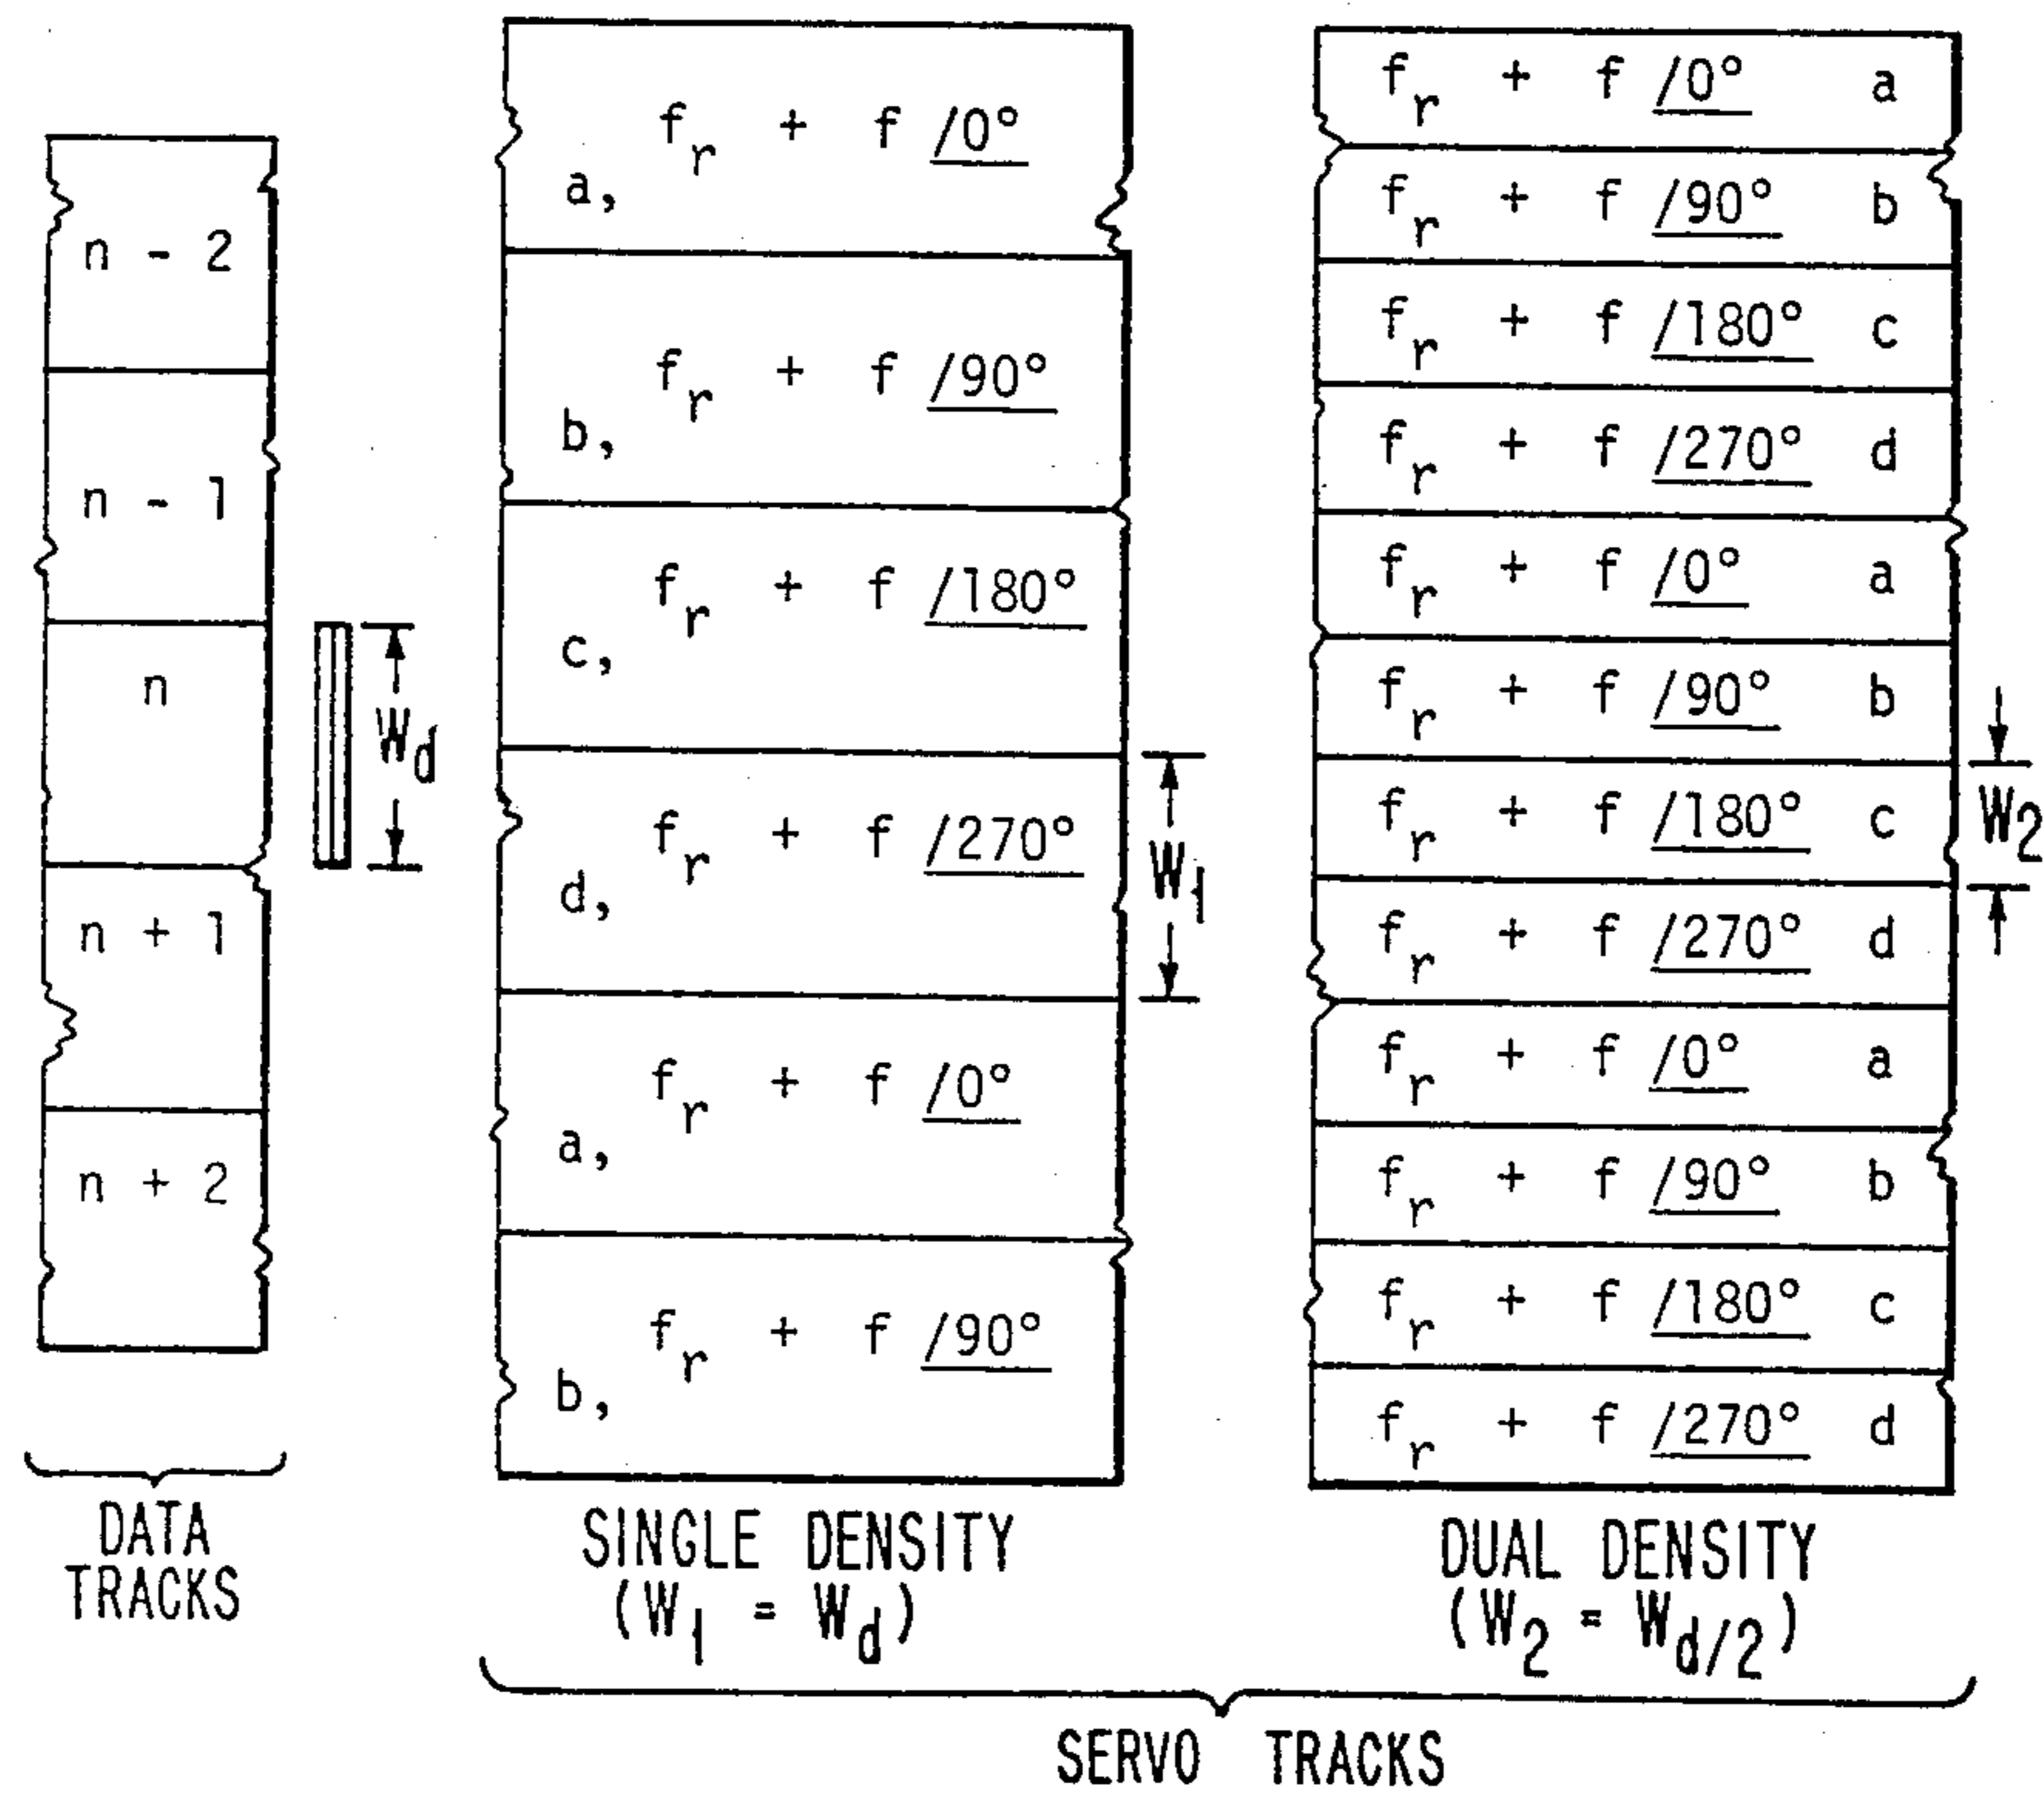 n - 2
n - 1
n
n + 1
n + 2
W_d
DATA
TRACKS
a, f_r + f /0°
b, f_r + f /90°
c, f_r + f /180°
d, f_r + f /270°
a, f_r + f /0°
b, f_r + f /90°
W_1
SINGLE DENSITY
(W_1 = W_d)
f_r + f /0° a
f_r + f /90° b
f_r + f /180° c
f_r + f /270° d
f_r + f /0° a
f_r + f /90° b
f_r + f /180° c
f_r + f /270° d
f_r + f /0° a
f_r + f /90° b
f_r + f /180° c
f_r + f /270° d
W_2
DUAL DENSITY
(W_2 = W_d/2)
SERVO TRACKS